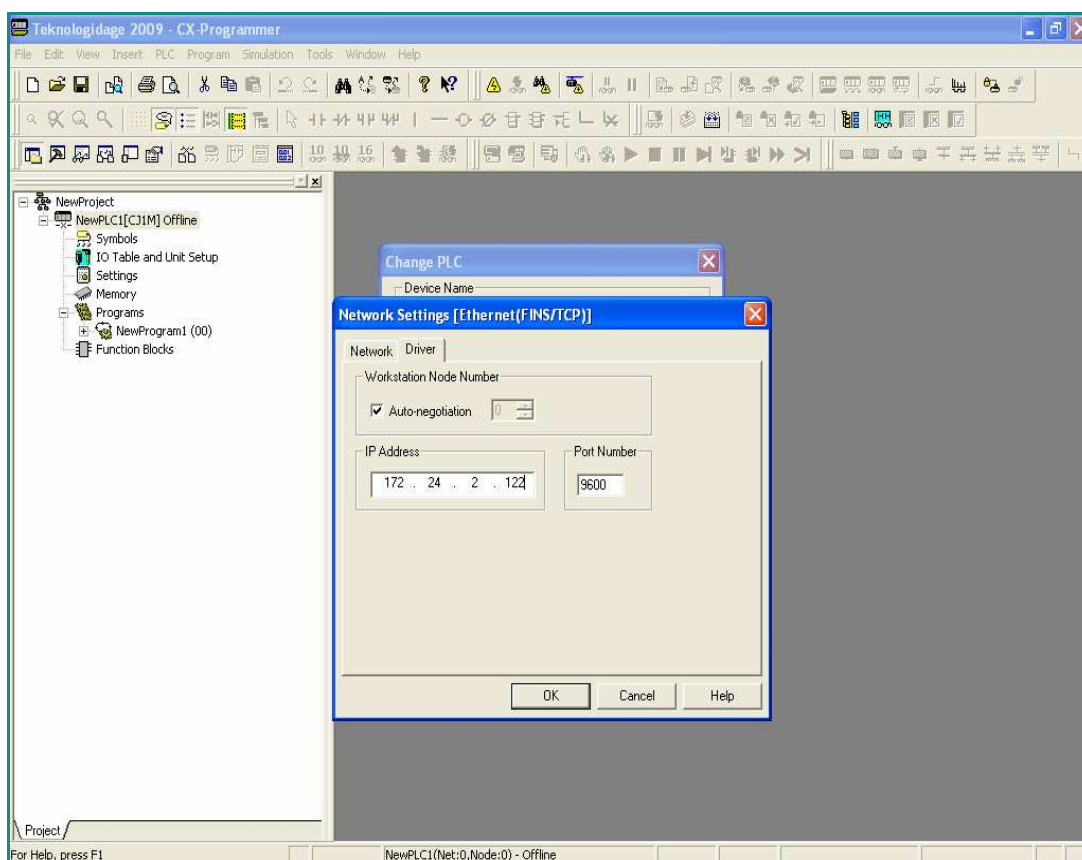 Teknologidage 2009 - CX-Programmer
File Edit View Insert PLC Program Simulation Tools Window Help
10 10 16
NewProject
NewPLC1[CJ1M] Offline
Symbols
IO Table and Unit Setup
Settings
Memory
Programs
NewProgram1 (00)
Function Blocks
Project
Change PLC
Device Name
Network Settings [Ethernet(FINS/TCP)]
Network Driver
Workstation Node Number
Auto-negotiation 0
IP Address Port Number
172 . 24 . 2 . 122 9600
OK Cancel Help
For Help, press F1 NewPLC1(Net:0,Node:0) - Offline